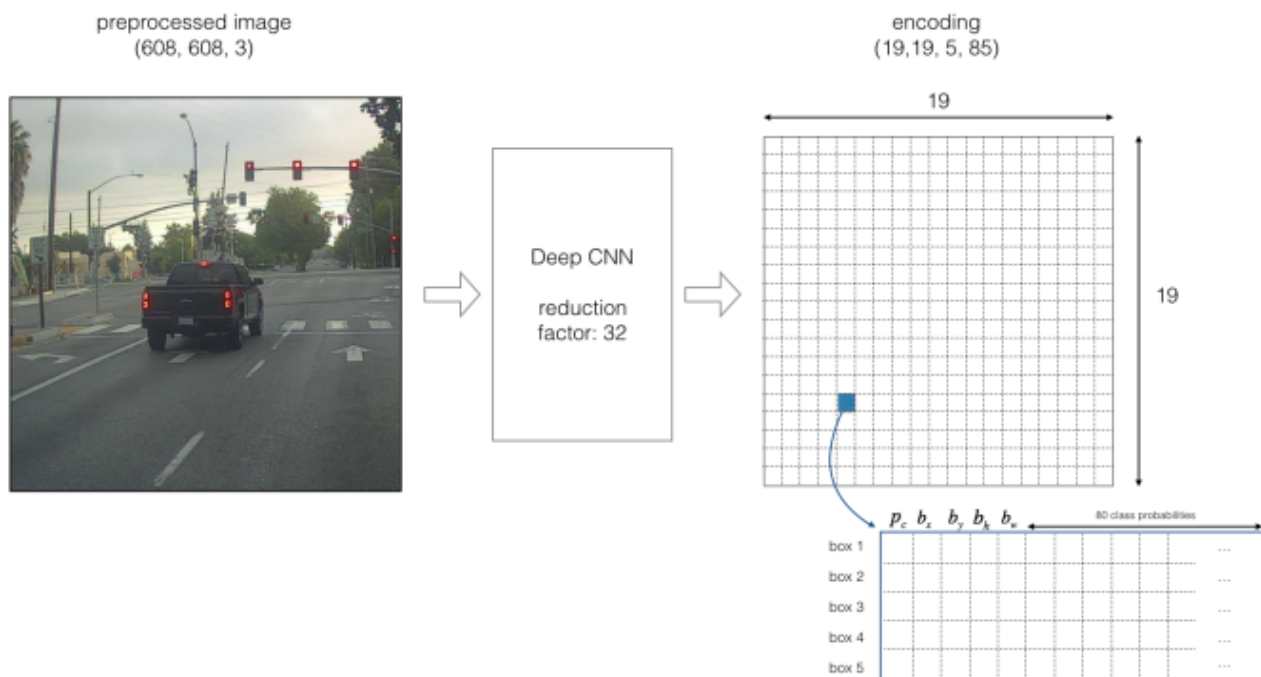 preprocessed image
(608, 608, 3)
encoding
(19,19, 5, 85)
19
19
Deep CNN
reduction
factor: 32
p_c b_x b_y b_h b_w
80 class probabilities
box 1
...
box 2
...
box 3
...
box 4
...
box 5
...